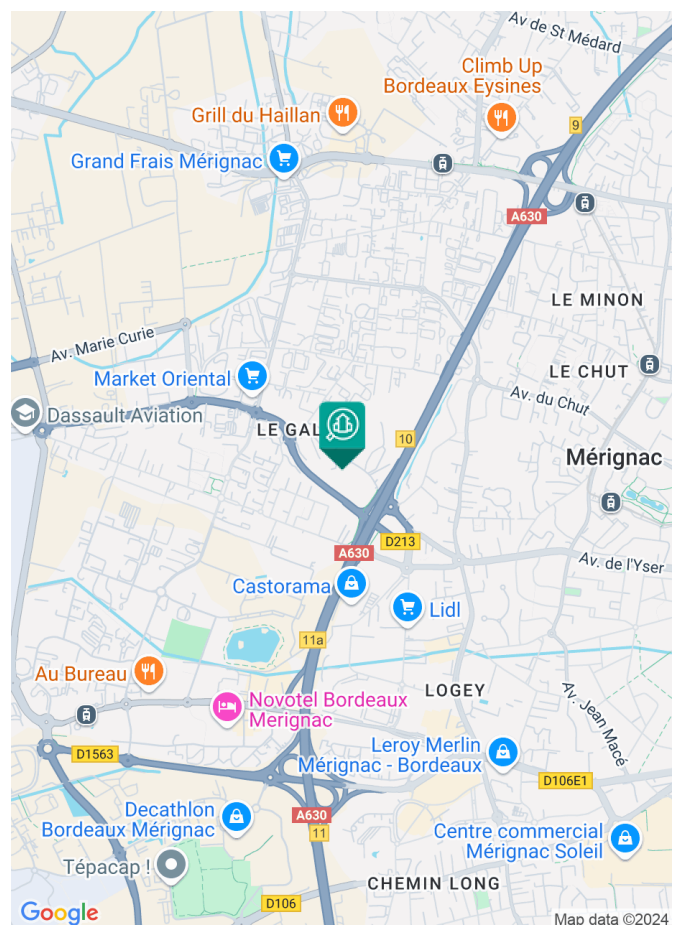 Av de St Médard
Climb Up
Bordeaux Eysines
Grill du Haillan
9
Grand Frais Mérignac
A630
LE MINON
Av. Marie Curie
LE CHUT
Market Oriental
Av. du Chut
Dassault Aviation
LE GAL
10
Mérignac
D213
A630
Av. de l'Yser
Castorama
Lidl
11a
Au Bureau
LOGEY
Novotel Bordeaux
Merignac
Av. Jean Macé
Leroy Merlin
Mérignac - Bordeaux
D1563
D106E1
Decathlon
Bordeaux Mérignac
A630
11
Centre commercial
Mérignac Soleil
Tépacap !
CHEMIN LONG
D106
Google
Map data ©2024